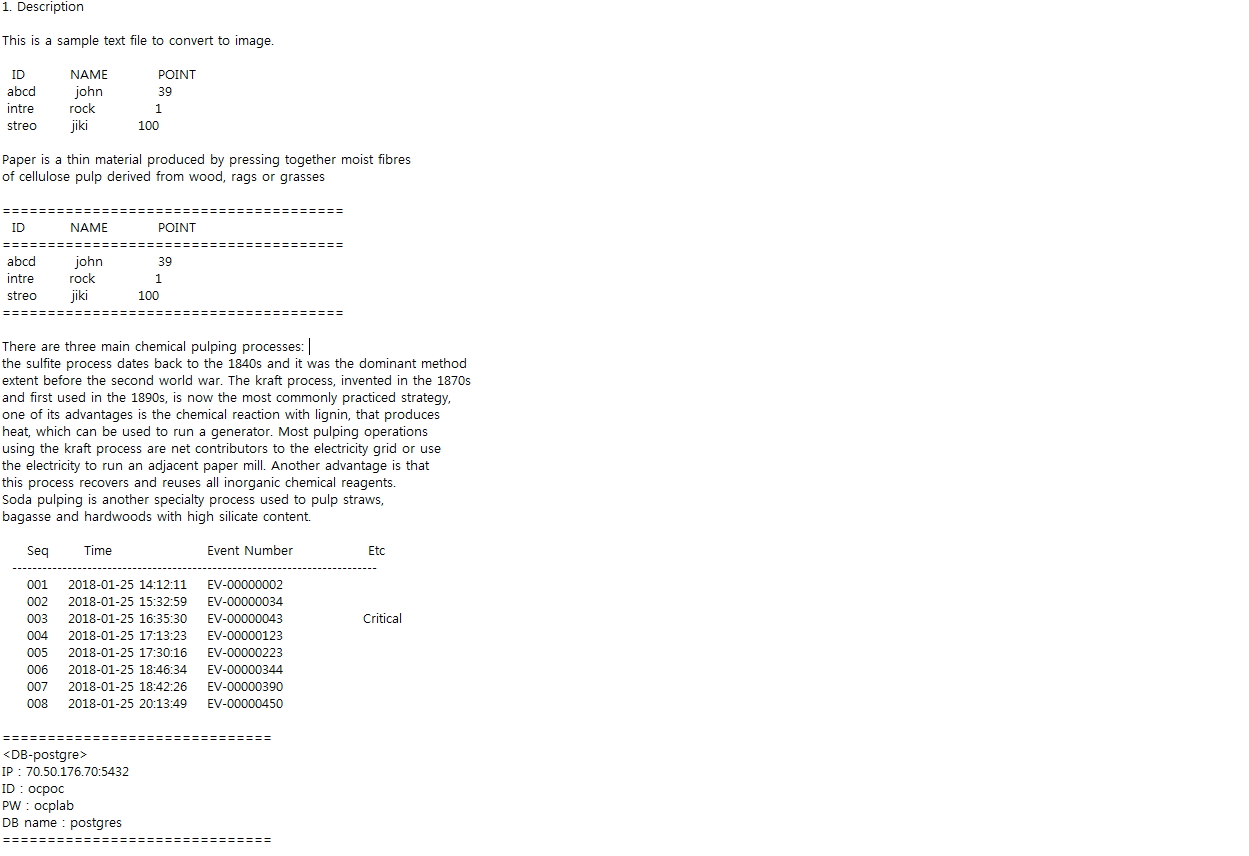 1. Description
This is a sample text file to convert to image.
ID NAME POINT
abcd john 39
intre rock 1
streo jiki 100
Paper is a thin material produced by pressing together moist fibres
of cellulose pulp derived from wood, rags or grasses
======================================
ID NAME POINT
======================================
abcd john 39
intre rock 1
streo jiki 100
======================================
There are three main chemical pulping processes:
the sulfite process dates back to the 1840s and it was the dominant method
extent before the second world war. The kraft process, invented in the 1870s
and first used in the 1890s, is now the most commonly practiced strategy,
one of its advantages is the chemical reaction with lignin, that produces
heat, which can be used to run a generator. Most pulping operations
using the kraft process are net contributors to the electricity grid or use
the electricity to run an adjacent paper mill. Another advantage is that
this process recovers and reuses all inorganic chemical reagents.
Soda pulping is another specialty process used to pulp straws,
bagasse and hardwoods with high silicate content.
Seq Time Event Number Etc
-------------------------------------------------------------------------
001 2018-01-25 14:12:11 EV-00000002
002 2018-01-25 15:32:59 EV-00000034
003 2018-01-25 16:35:30 EV-00000043 Critical
004 2018-01-25 17:13:23 EV-00000123
005 2018-01-25 17:30:16 EV-00000223
006 2018-01-25 18:46:34 EV-00000344
007 2018-01-25 18:42:26 EV-00000390
008 2018-01-25 20:13:49 EV-00000450
==============================
<DB-postgre>
IP : 70.50.176.70:5432
ID : ocpoc
PW : ocplab
DB name : postgres
==============================